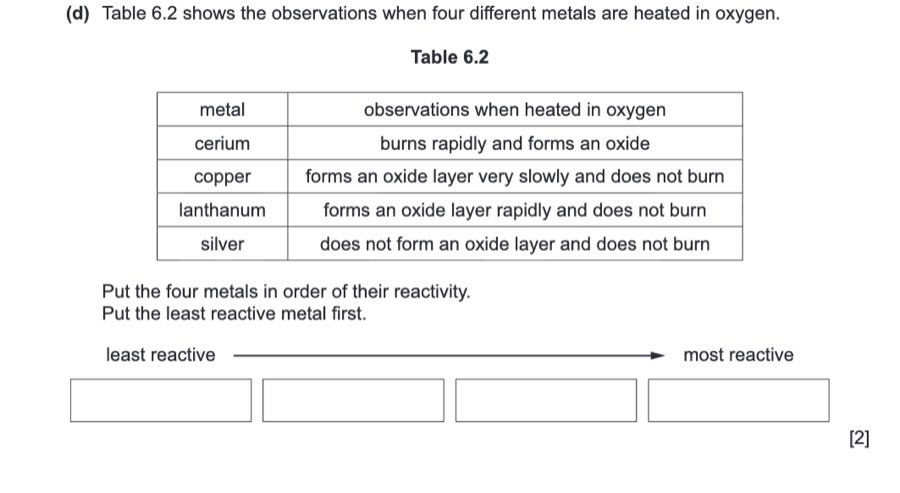 (d) Table 6.2 shows the observations when four different metals are heated in oxygen.
Table 6.2
metal observations when heated in oxygen
cerium burns rapidly and forms an oxide
copper forms an oxide layer very slowly and does not burn
lanthanum forms an oxide layer rapidly and does not burn
silver does not form an oxide layer and does not burn
Put the four metals in order of their reactivity.
Put the least reactive metal first.
least reactive most reactive
[2]